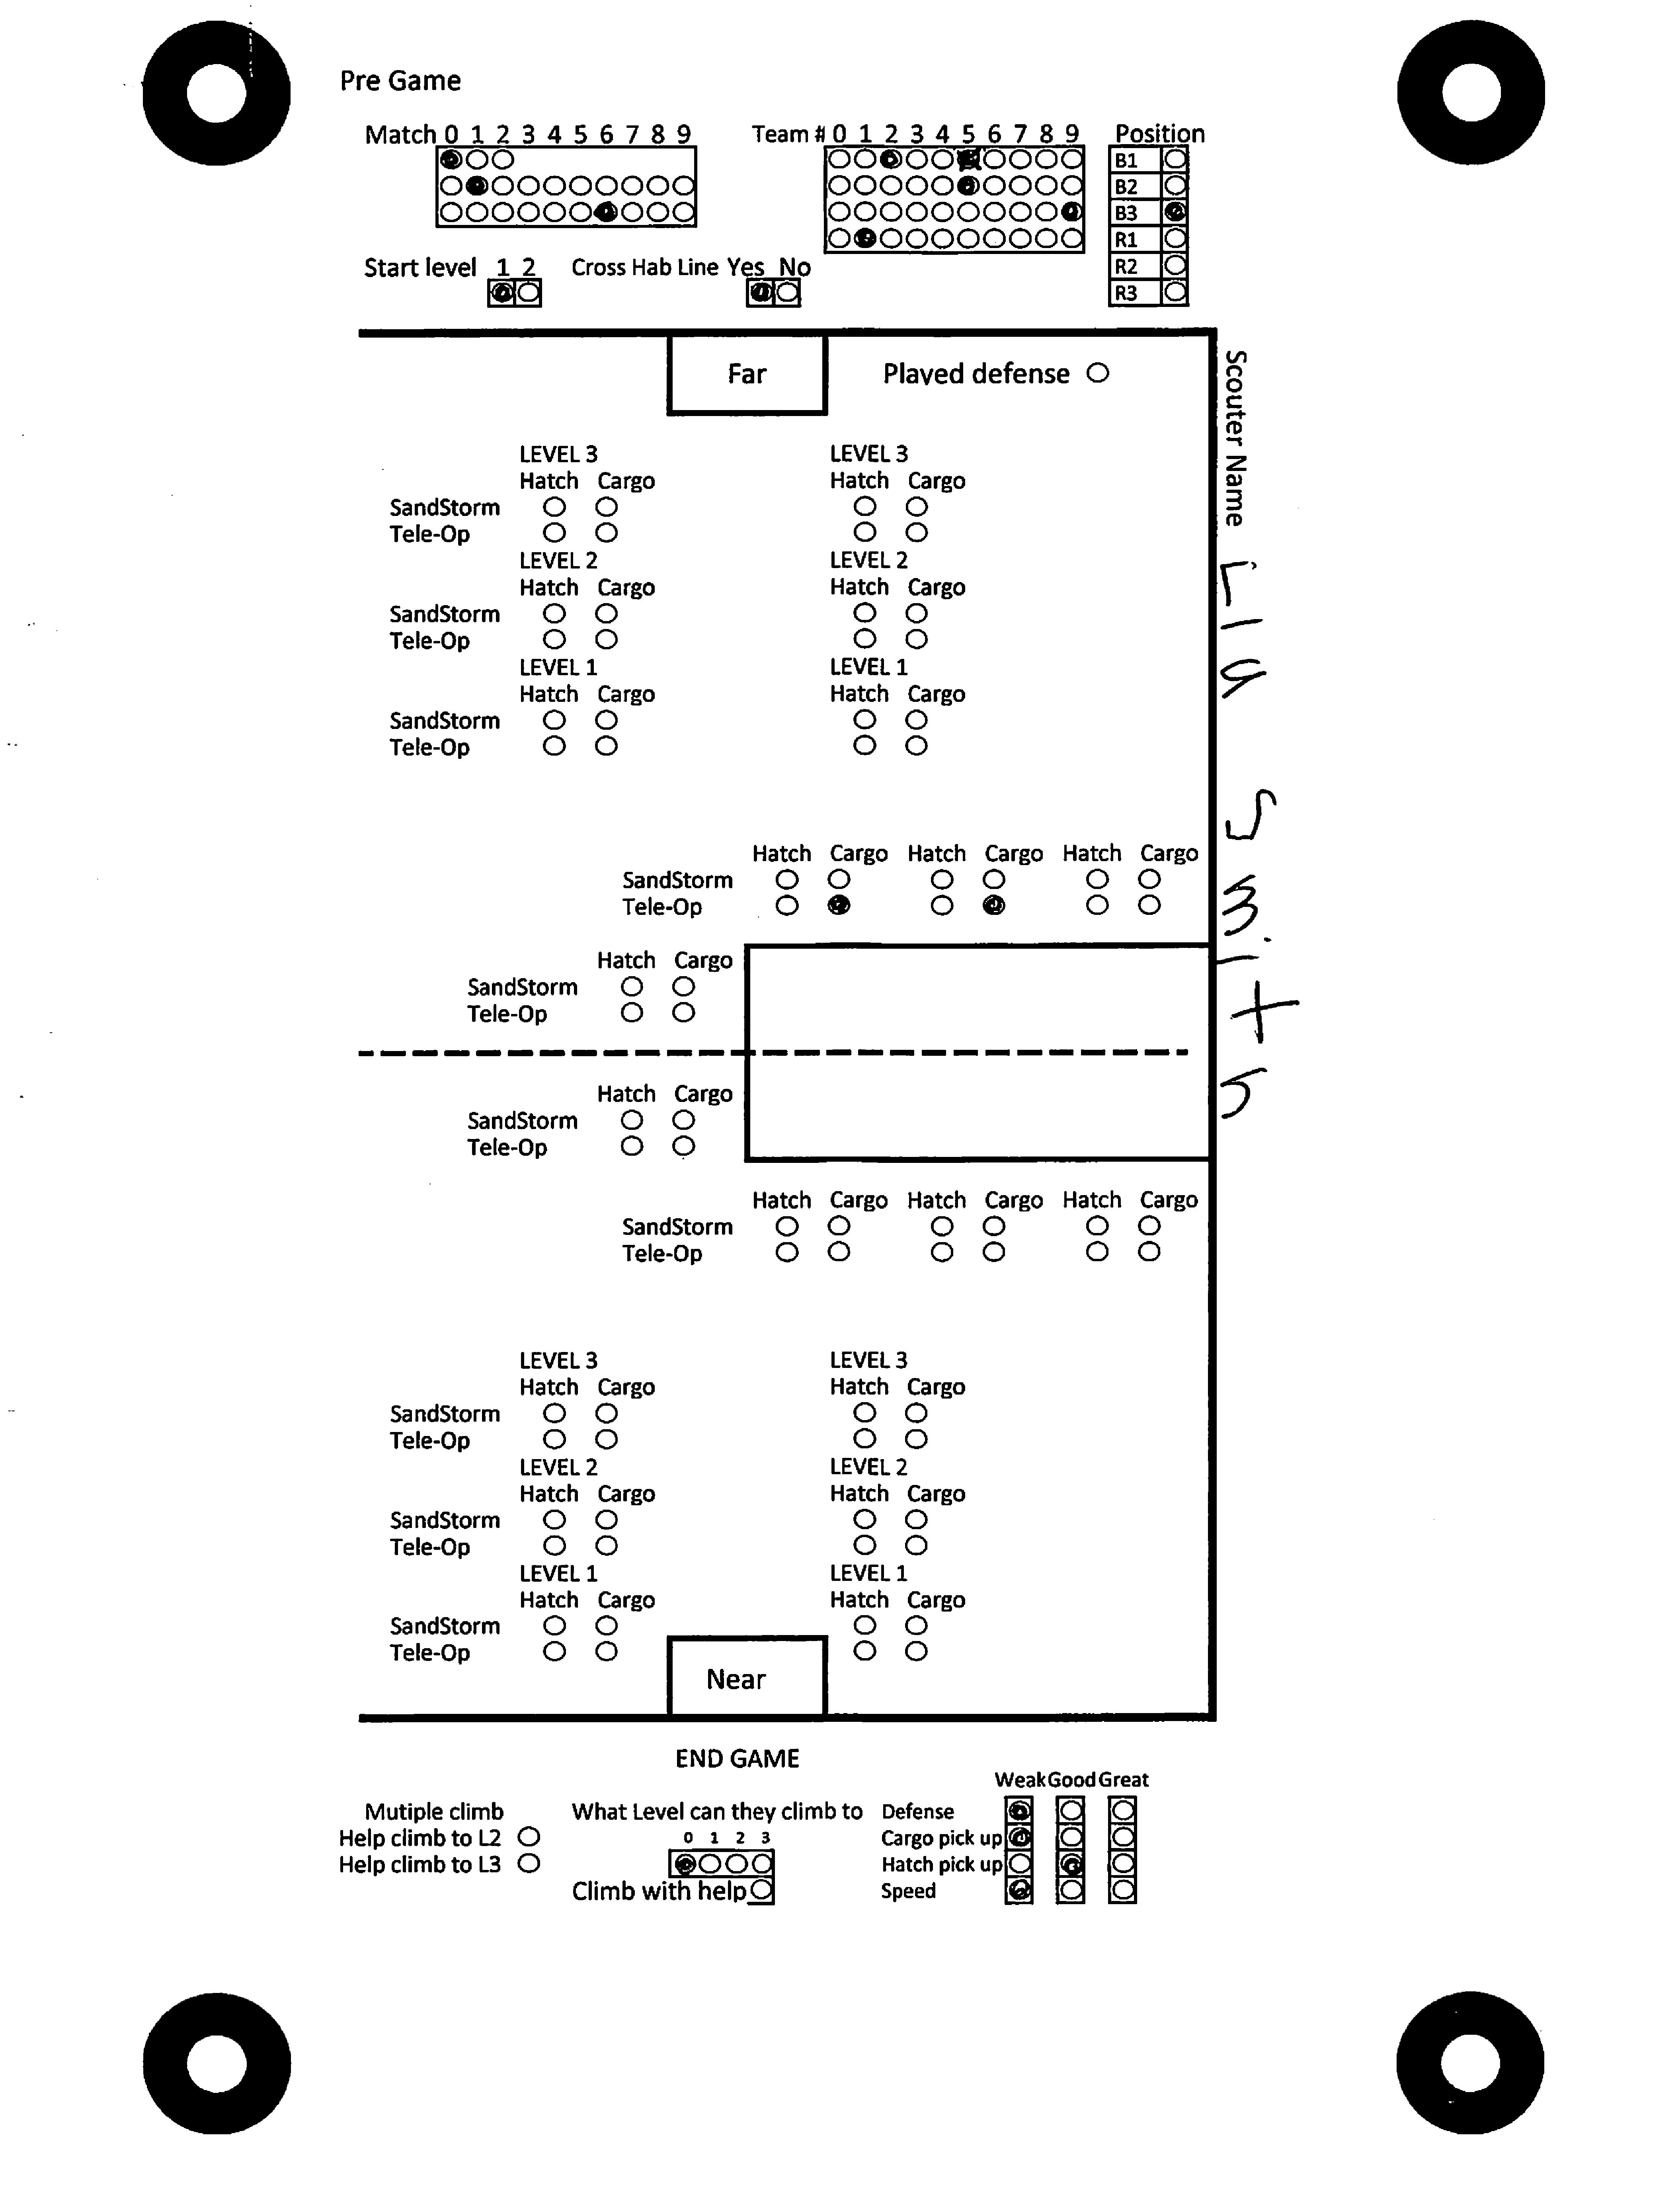 Pre Game
Match 0 1 2 3 4 5 6 7 8 9
Team # 0 1 2 3 4 5 6 7 8 9
Position
B1
B2
B3
R1
R2
R3
Start level 1 2
Cross Hab Line Yes No
Far
Played defense
Scouter Name Lia Smith
LEVEL 3 LEVEL 3
Hatch Cargo Hatch Cargo
SandStorm
Tele-Op
LEVEL 2 LEVEL 2
Hatch Cargo Hatch Cargo
SandStorm
Tele-Op
LEVEL 1 LEVEL 1
Hatch Cargo Hatch Cargo
SandStorm
Tele-Op
Hatch Cargo Hatch Cargo Hatch Cargo
SandStorm
Tele-Op
Hatch Cargo
SandStorm
Tele-Op
Hatch Cargo
SandStorm
Tele-Op
Hatch Cargo Hatch Cargo Hatch Cargo
SandStorm
Tele-Op
LEVEL 3 LEVEL 3
Hatch Cargo Hatch Cargo
SandStorm
Tele-Op
LEVEL 2 LEVEL 2
Hatch Cargo Hatch Cargo
SandStorm
Tele-Op
LEVEL 1 LEVEL 1
Hatch Cargo Hatch Cargo
SandStorm
Tele-Op
Near
END GAME
Mutiple climb
Help climb to L2
Help climb to L3
What Level can they climb to
0 1 2 3
Climb with help
Weak Good Great
Defense
Cargo pick up
Hatch pick up
Speed